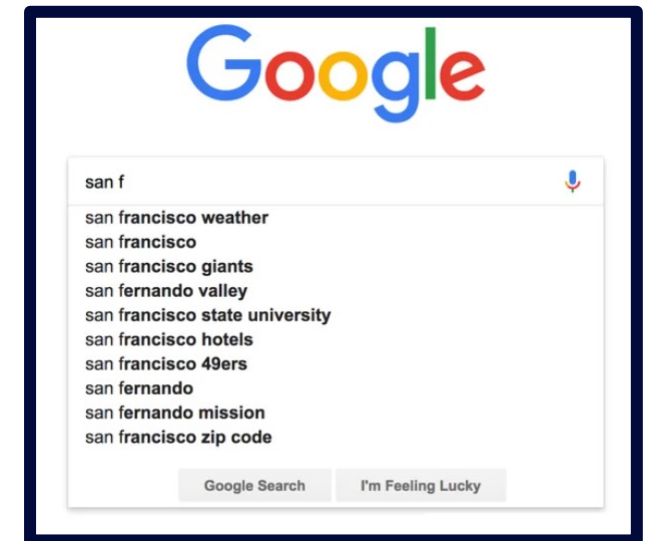 Google
san f
san francisco weather
san francisco
san francisco giants
san fernando valley
san francisco state university
san francisco hotels
san francisco 49ers
san fernando
san fernando mission
san francisco zip code
Google Search I'm Feeling Lucky